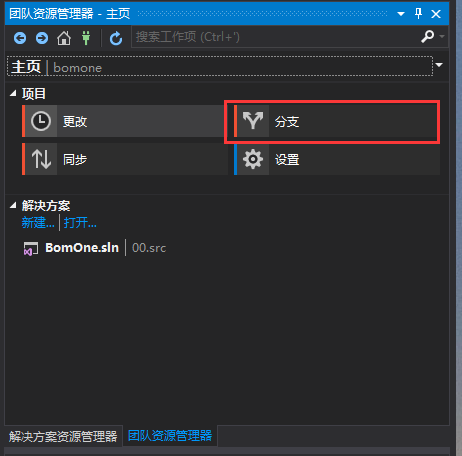 团队资源管理器 - 主页
搜索工作项 (Ctrl+')
主页 | bomone
项目
更改
分支
同步
设置
解决方案
新建... | 打开...
BomOne.sln | 00.src
解决方案资源管理器 团队资源管理器